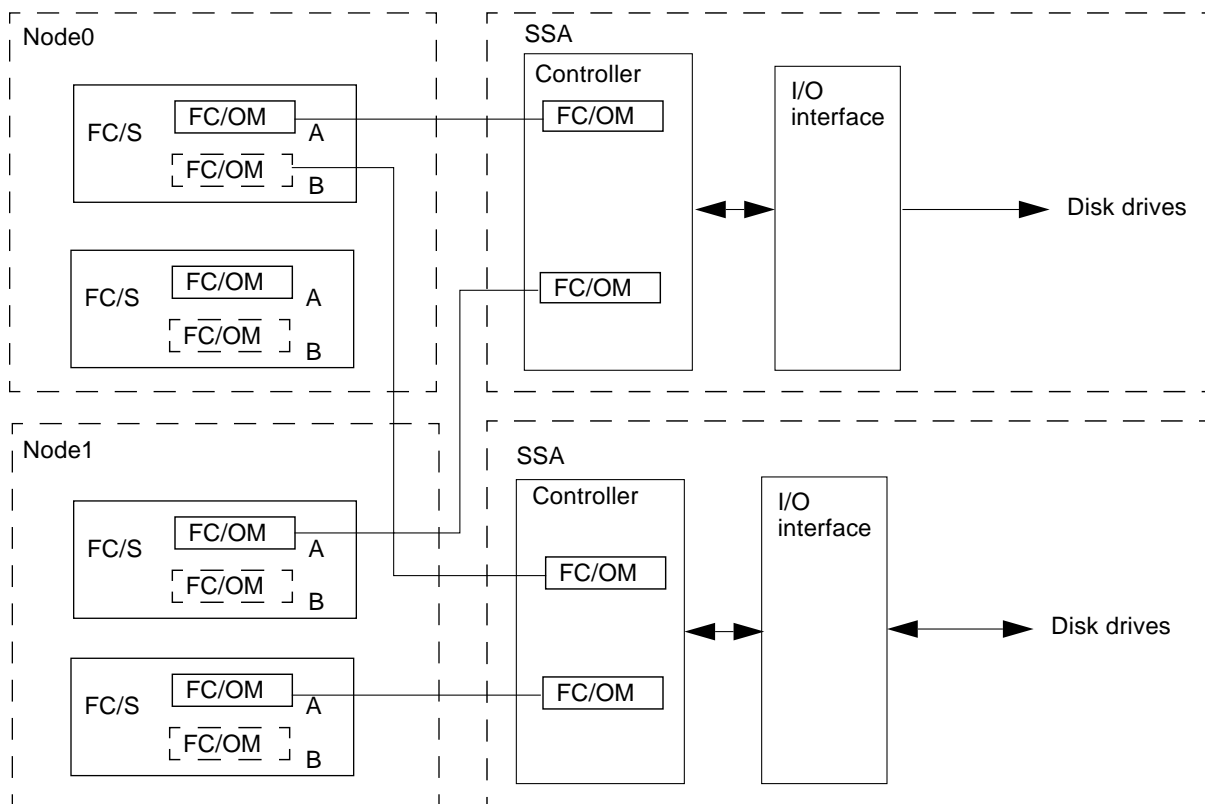 Node0
FC/S
FC/OM
A
FC/OM
B
FC/S
FC/OM
A
FC/OM
B
SSA
Controller
FC/OM
FC/OM
I/O
interface
Disk drives
Node1
FC/S
FC/OM
A
FC/OM
B
FC/S
FC/OM
A
FC/OM
B
SSA
Controller
FC/OM
FC/OM
I/O
interface
Disk drives